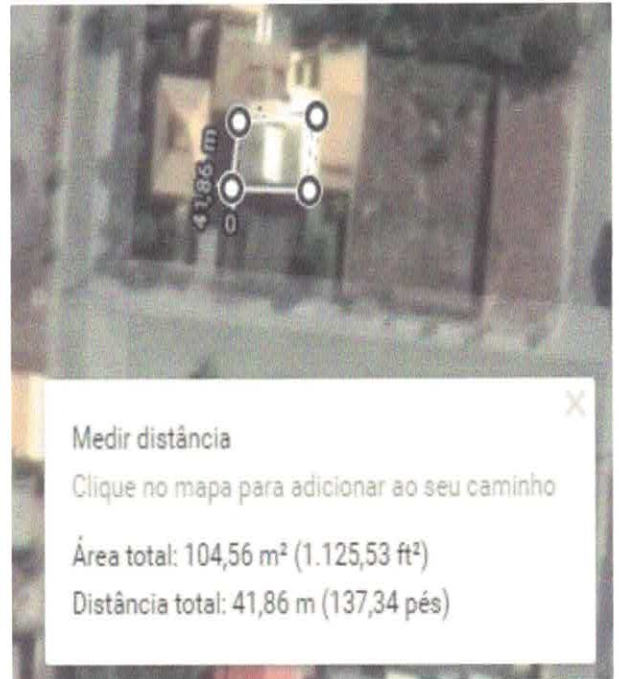 41,86 m
0
Medir distância
Clique no mapa para adicionar ao seu caminho
Área total: 104,56 m² (1.125,53 ft²)
Distância total: 41,86 m (137,34 pés)